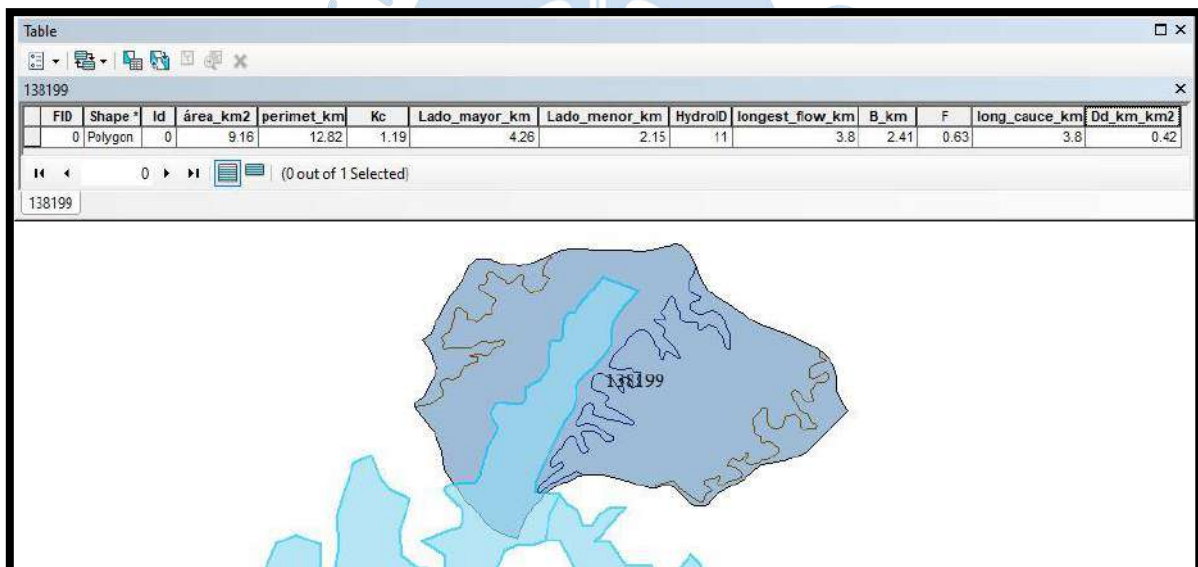 Table
138199
FID Shape * Id área_km2 perimet_km Kc Lado_mayor_km Lado_menor_km HydroID longest_flow_km B_km F long_cauce_km Dd_km_km2
0 Polygon 0 9.16 12.82 1.19 4.26 2.15 11 3.8 2.41 0.63 3.8 0.42
0 (0 out of 1 Selected)
138199
138199